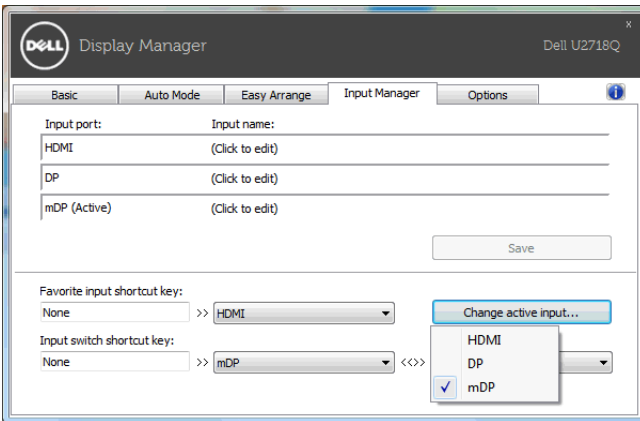 x
DELL Display Manager Dell U2718Q
Basic Auto Mode Easy Arrange Input Manager Options i
Input port: Input name:
HDMI (Click to edit)
DP (Click to edit)
mDP (Active) (Click to edit)
Save
Favorite input shortcut key:
None >> HDMI Change active input...
Input switch shortcut key:
None >> mDP <<>>
HDMI
DP
mDP